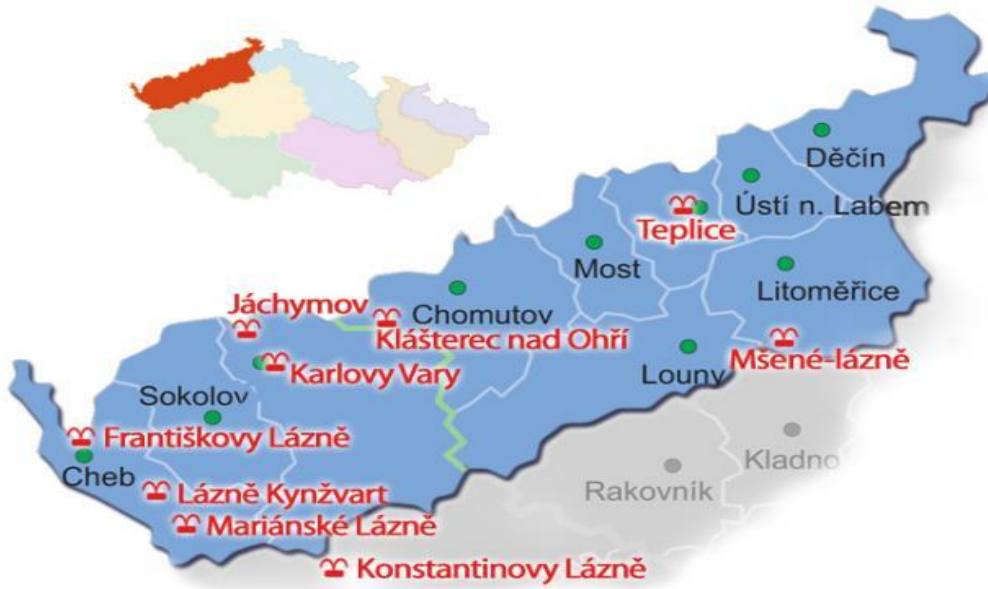 Děčín
Ústí n. Labem
Teplice
Most
Litoměřice
Jáchymov
Chomutov
Klášterec nad Ohří
Mšené-lázně
Karlovy Vary
Louny
Sokolov
Františkovy Lázně
Cheb
Kladno
Rakovník
Lázně Kynžvart
Mariánské Lázně
Konstantinovy Lázně